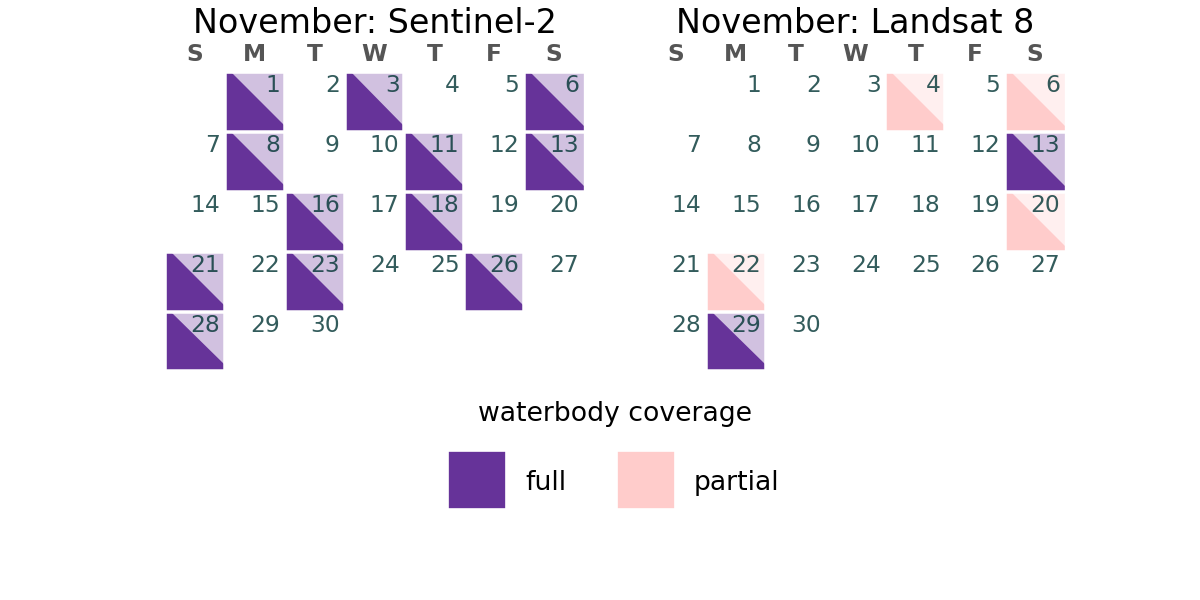 November: Sentinel-2
S M T W T F S
1 2 3 4 5 6
7 8 9 10 11 12 13
14 15 16 17 18 19 20
21 22 23 24 25 26 27
28 29 30
November: Landsat 8
S M T W T F S
1 2 3 4 5 6
7 8 9 10 11 12 13
14 15 16 17 18 19 20
21 22 23 24 25 26 27
28 29 30
waterbody coverage
full partial